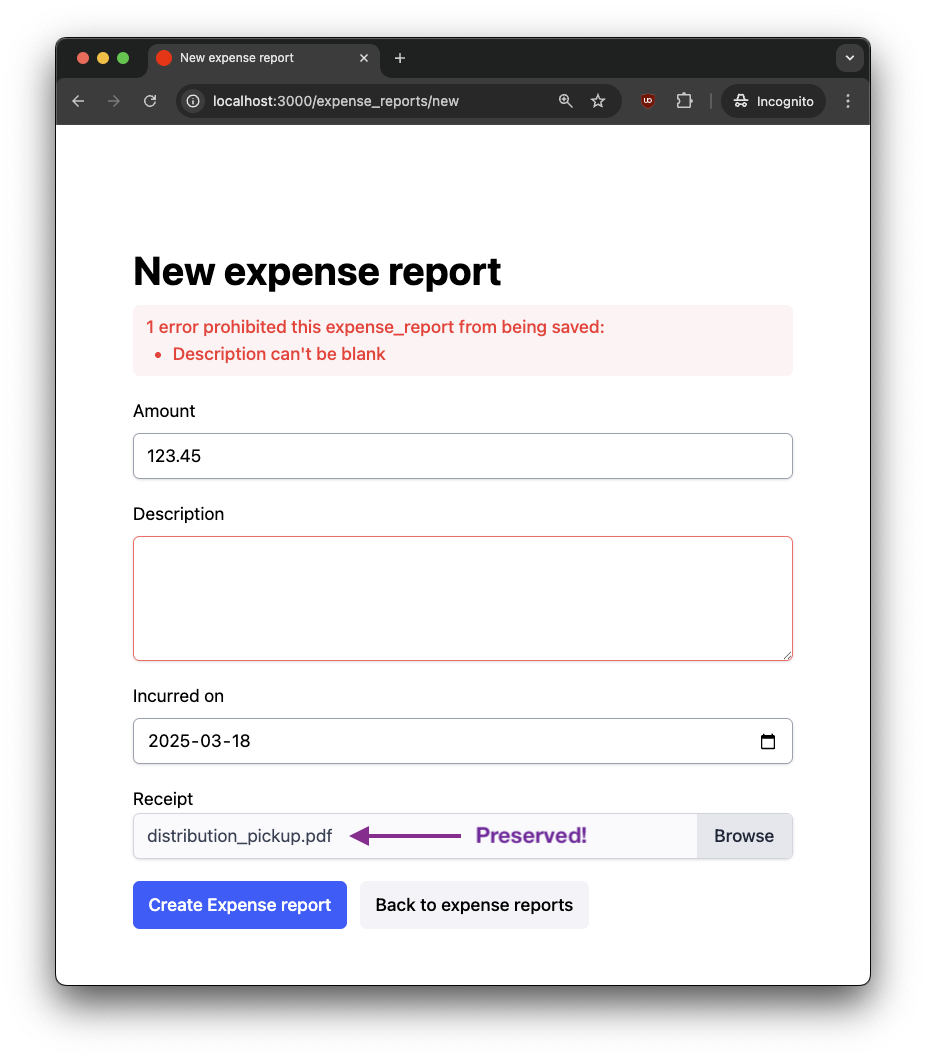 New expense report
localhost:3000/expense_reports/new
UD
Incognito
New expense report
1 error prohibited this expense_report from being saved:
• Description can't be blank
Amount
123.45
Description
Incurred on
2025-03-18
Receipt
distribution_pickup.pdf Preserved! Browse
Create Expense report Back to expense reports